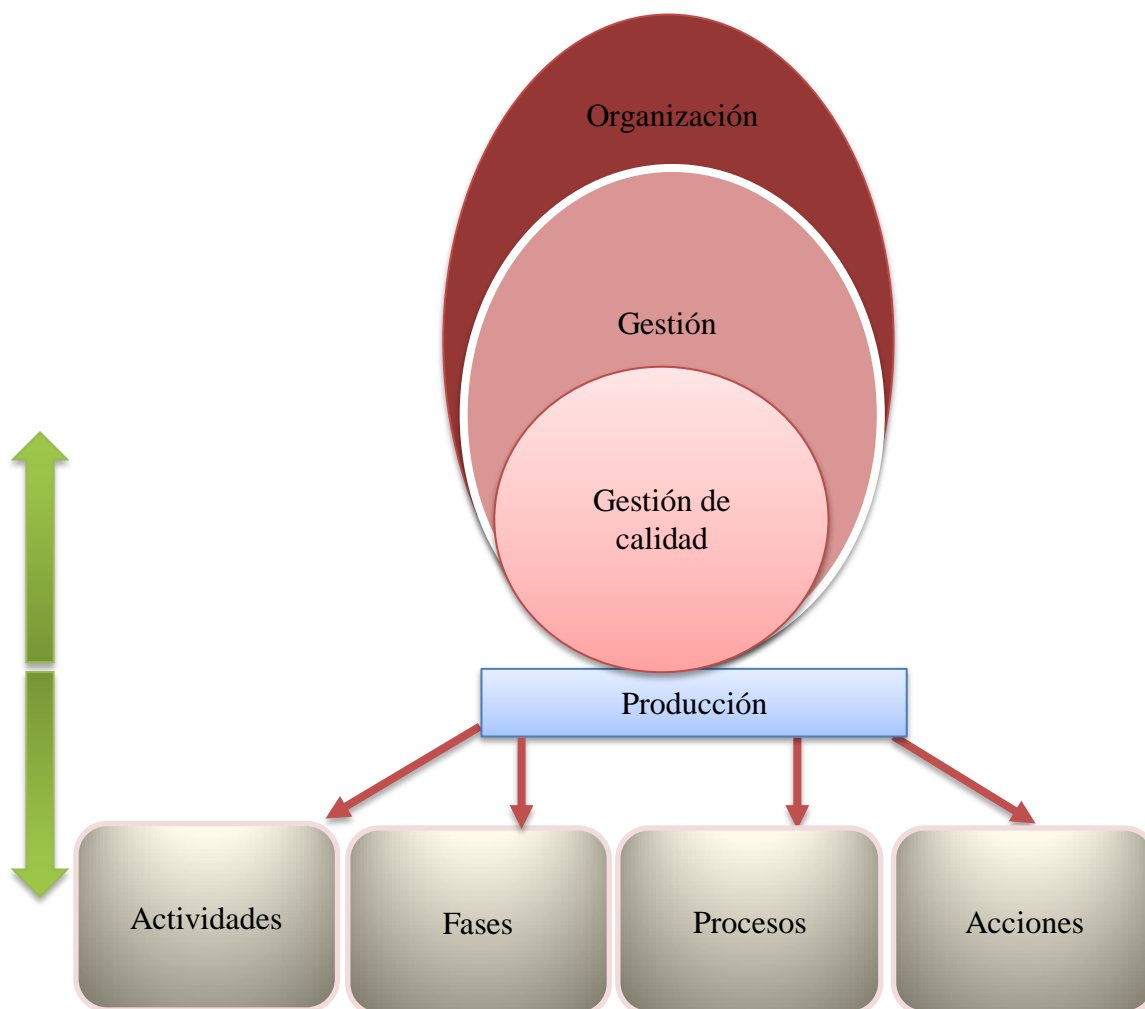 Organización
Gestión
Gestión de
calidad
Producción
Actividades
Fases
Procesos
Acciones